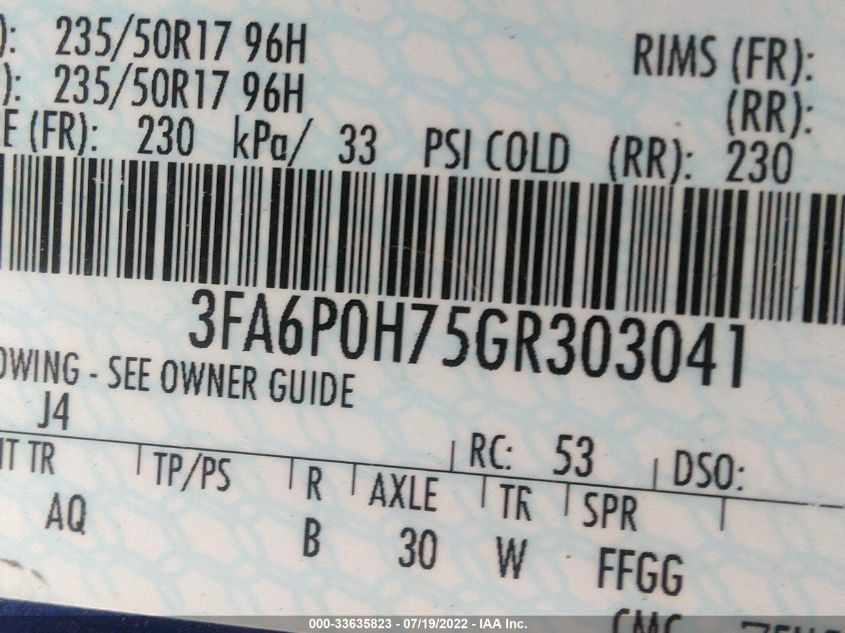 ): 235/50R17 96H RIMS (FR):
): 235/50R17 96H (RR):
E (FR): 230 kPa/ 33 PSI COLD (RR): 230
3FA6P0H75GR303041
OWING - SEE OWNER GUIDE
J4
RC: 53 DSO:
NT TR TP/PS R AXLE TR SPR
AQ B 30 W FFGG
000-33635823 - 07/19/2022 - IAA Inc.